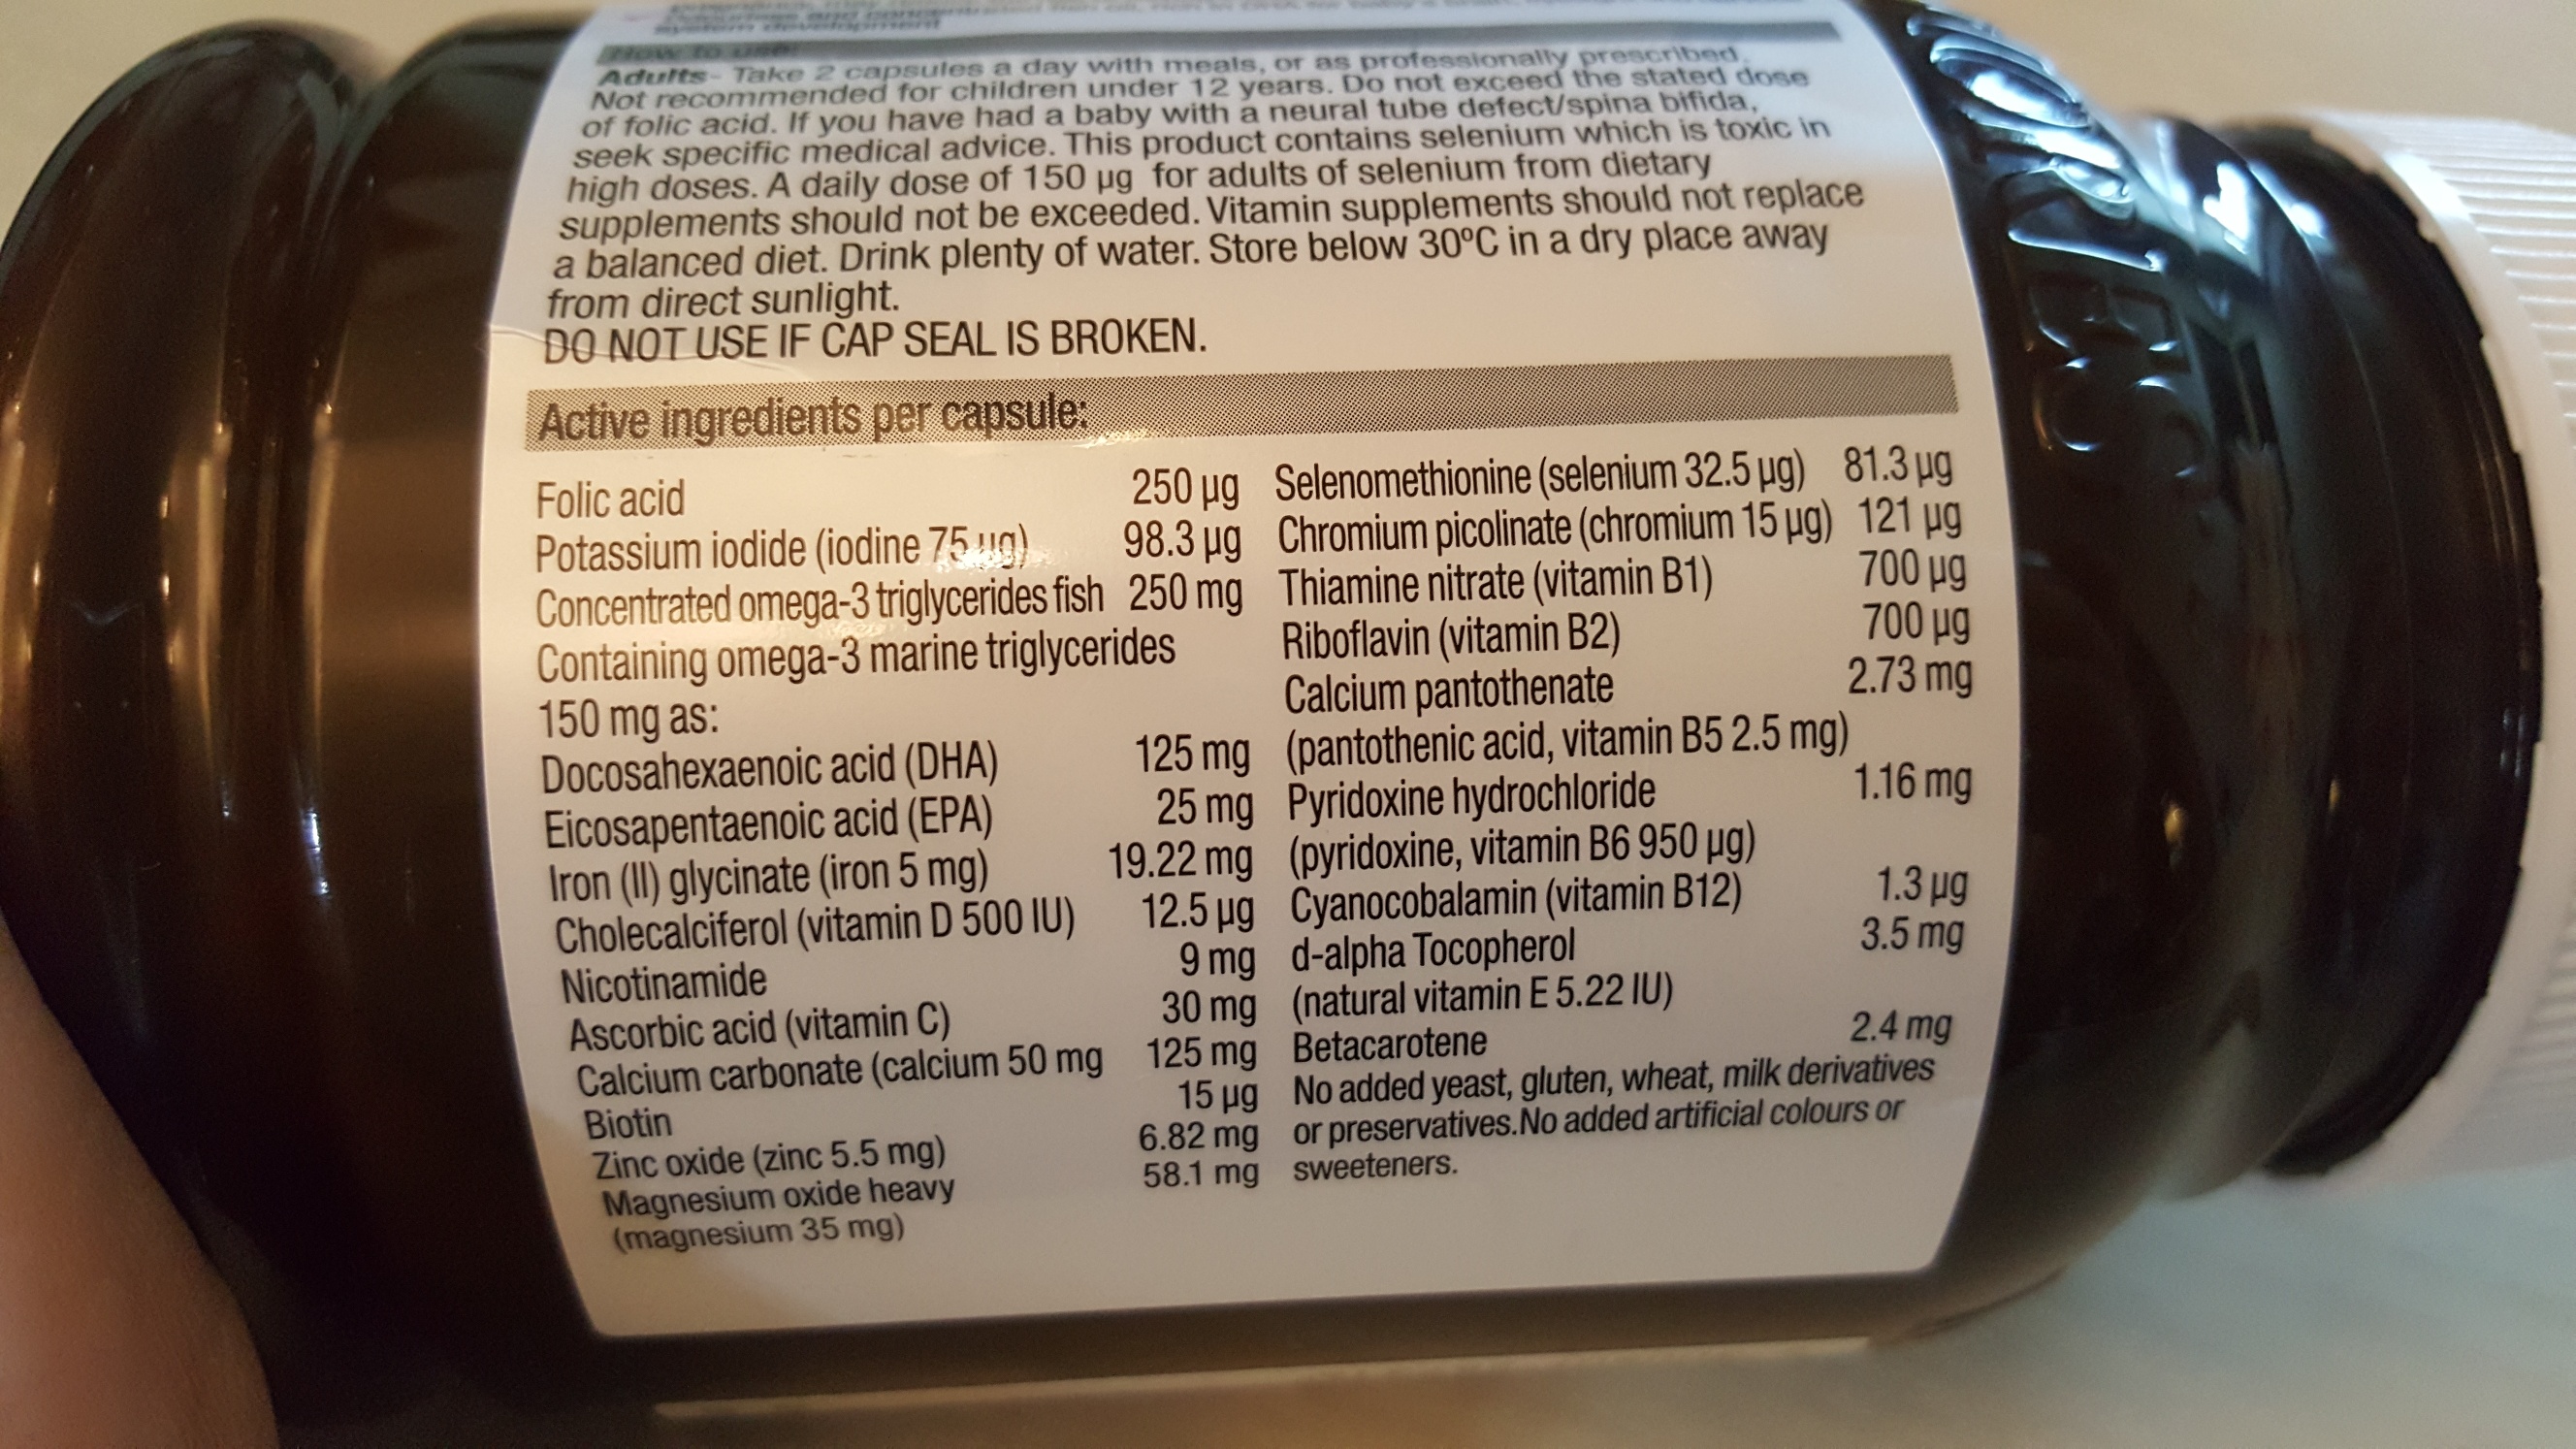 system development
How to use:
Adults- Take 2 capsules a day with meals, or as professionally prescribed.
Not recommended for children under 12 years. Do not exceed the stated dose
of folic acid. If you have had a baby with a neural tube defect/spina bifida,
seek specific medical advice. This product contains selenium which is toxic in
high doses. A daily dose of 150 µg for adults of selenium from dietary
supplements should not be exceeded. Vitamin supplements should not replace
a balanced diet. Drink plenty of water. Store below 30ºC in a dry place away
from direct sunlight.
DO NOT USE IF CAP SEAL IS BROKEN.
Active ingredients per capsule:
Folic acid 250 µg
Potassium iodide (iodine 75 µg) 98.3 µg
Concentrated omega-3 triglycerides fish 250 mg
Containing omega-3 marine triglycerides
150 mg as:
Docosahexaenoic acid (DHA) 125 mg
Eicosapentaenoic acid (EPA) 25 mg
Iron (II) glycinate (iron 5 mg) 19.22 mg
Cholecalciferol (vitamin D 500 IU) 12.5 µg
Nicotinamide 9 mg
Ascorbic acid (vitamin C) 30 mg
Calcium carbonate (calcium 50 mg 125 mg
Biotin 15 µg
Zinc oxide (zinc 5.5 mg) 6.82 mg
Magnesium oxide heavy 58.1 mg
(magnesium 35 mg)
Selenomethionine (selenium 32.5 µg) 81.3 µg
Chromium picolinate (chromium 15 µg) 121 µg
Thiamine nitrate (vitamin B1) 700 µg
Riboflavin (vitamin B2) 700 µg
Calcium pantothenate 2.73 mg
(pantothenic acid, vitamin B5 2.5 mg)
Pyridoxine hydrochloride 1.16 mg
(pyridoxine, vitamin B6 950 µg)
Cyanocobalamin (vitamin B12) 1.3 µg
d-alpha Tocopherol 3.5 mg
(natural vitamin E 5.22 IU)
Betacarotene 2.4 mg
No added yeast, gluten, wheat, milk derivatives
or preservatives.No added artificial colours or
sweeteners.